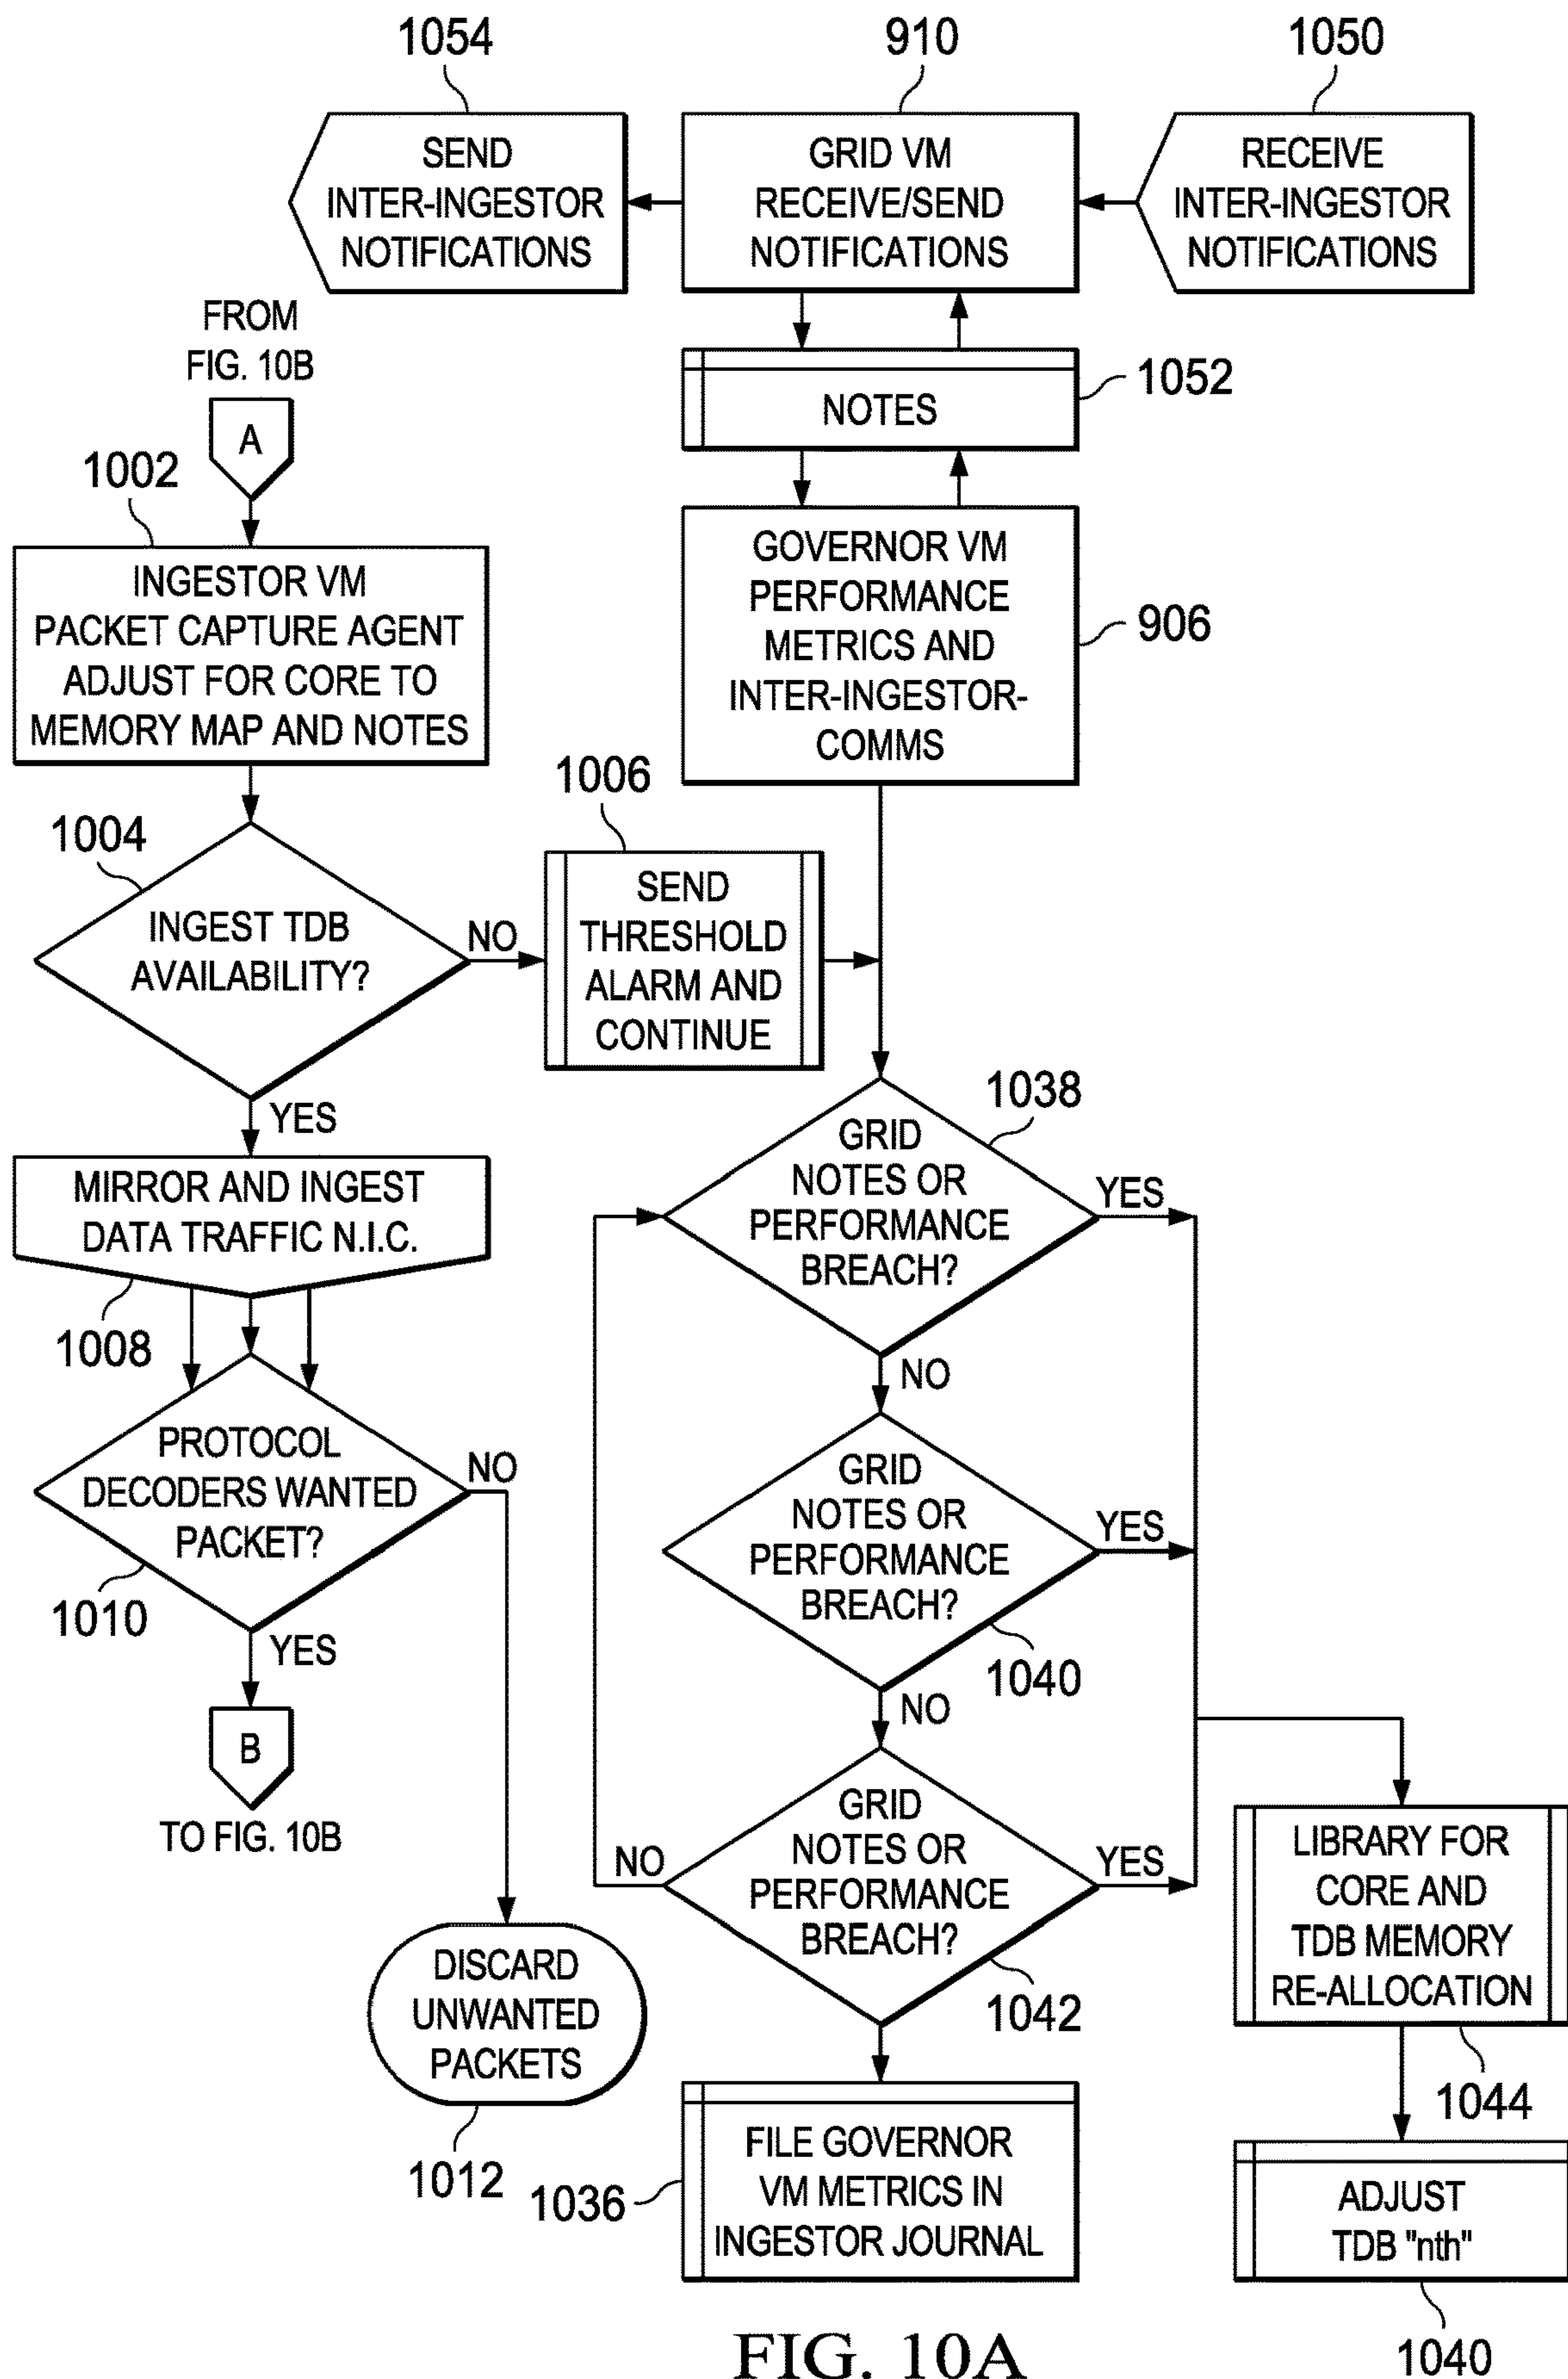 1054
910
1050
SEND
INTER-INGESTOR
NOTIFICATIONS
GRID VM
RECEIVE/SEND
NOTIFICATIONS
RECEIVE
INTER-INGESTOR
NOTIFICATIONS
FROM
FIG. 10B
A
NOTES
1052
1002
INGESTOR VM
PACKET CAPTURE AGENT
ADJUST FOR CORE TO
MEMORY MAP AND NOTES
GOVERNOR VM
PERFORMANCE
METRICS AND
INTER-INGESTOR-
COMMS
906
1004
INGEST TDB
AVAILABILITY?
NO
1006
SEND
THRESHOLD
ALARM AND
CONTINUE
YES
MIRROR AND INGEST
DATA TRAFFIC N.I.C.
1008
PROTOCOL
DECODERS WANTED
PACKET?
NO
1010
YES
B
TO FIG. 10B
DISCARD
UNWANTED
PACKETS
1012
1038
GRID
NOTES OR
PERFORMANCE
BREACH?
YES
NO
GRID
NOTES OR
PERFORMANCE
BREACH?
YES
1040
NO
GRID
NOTES OR
PERFORMANCE
BREACH?
NO
YES
1042
FILE GOVERNOR
VM METRICS IN
INGESTOR JOURNAL
1036
LIBRARY FOR
CORE AND
TDB MEMORY
RE-ALLOCATION
1044
ADJUST
TDB "nth"
1040
FIG. 10A